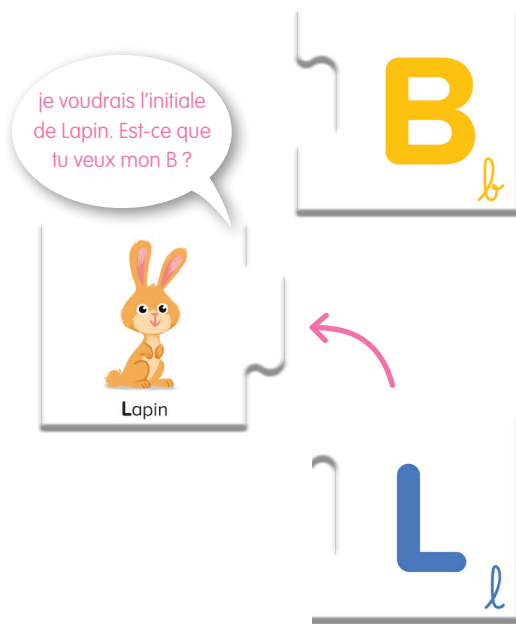 je voudrais l'initiale
de Lapin. Est-ce que
tu veux mon B ?
B
b
Lapin
L
l